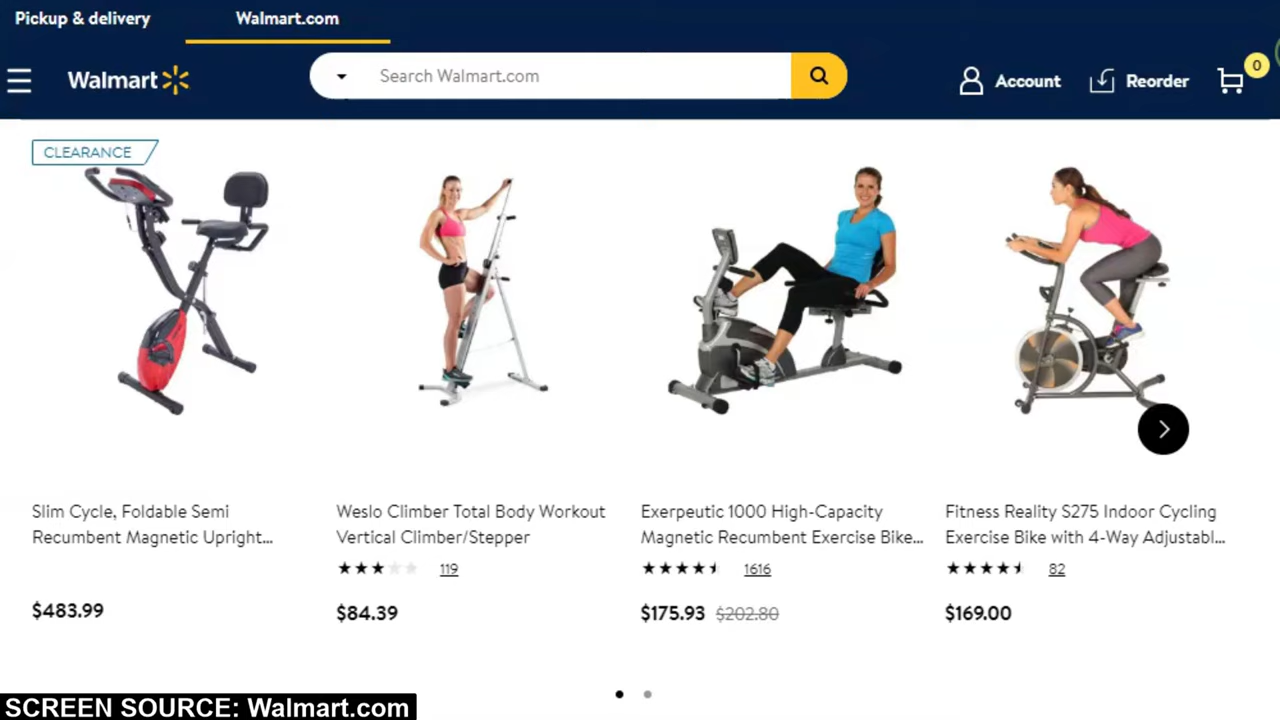 Pickup & delivery
Walmart.com
Walmart
Search Walmart.com
Account
Reorder
0
CLEARANCE
Slim Cycle, Foldable Semi
Recumbent Magnetic Upright...
$483.99
Weslo Climber Total Body Workout
Vertical Climber/Stepper
119
$84.39
Exerpeutic 1000 High-Capacity
Magnetic Recumbent Exercise Bike...
1616
$175.93 $202.80
Fitness Reality S275 Indoor Cycling
Exercise Bike with 4-Way Adjustabl...
82
$169.00
SCREEN SOURCE: Walmart.com